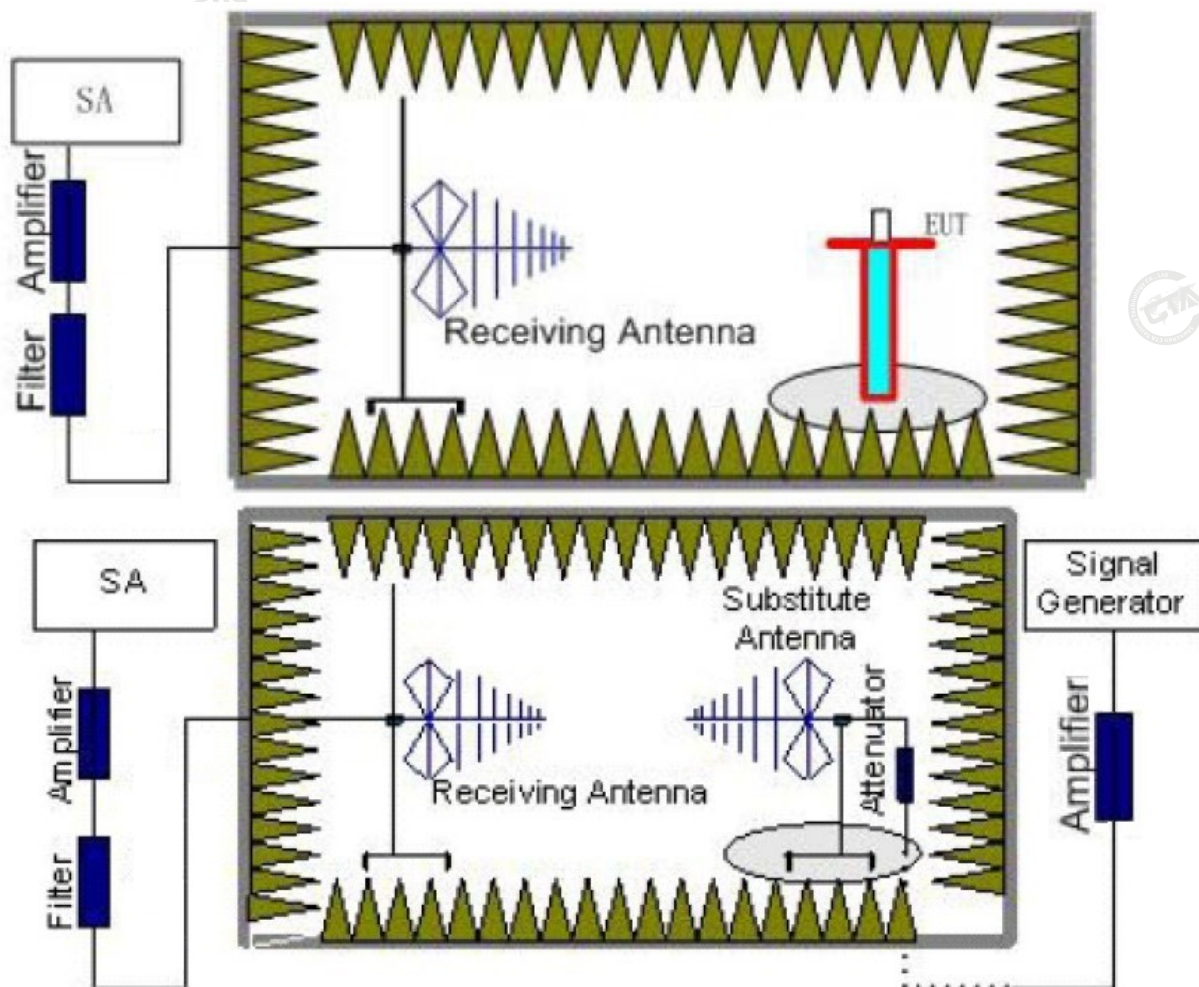 SA
Amplifier
Filter
EUT
Receiving Antenna
SA
Amplifier
Filter
Substitute
Antenna
Attenuator
Receiving Antenna
Signal
Generator
Amplifier